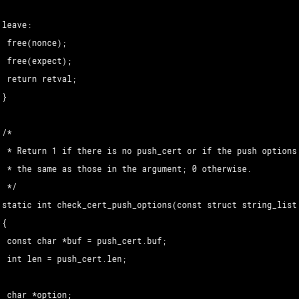 leave:
free(nonce);
free(expect);
return retval;
}
/*
* Return 1 if there is no push_cert or if the push options
* the same as those in the argument; 0 otherwise.
*/
static int check_cert_push_options(const struct string_list
{
const char *buf = push_cert.buf;
int len = push_cert.len;
char *option;